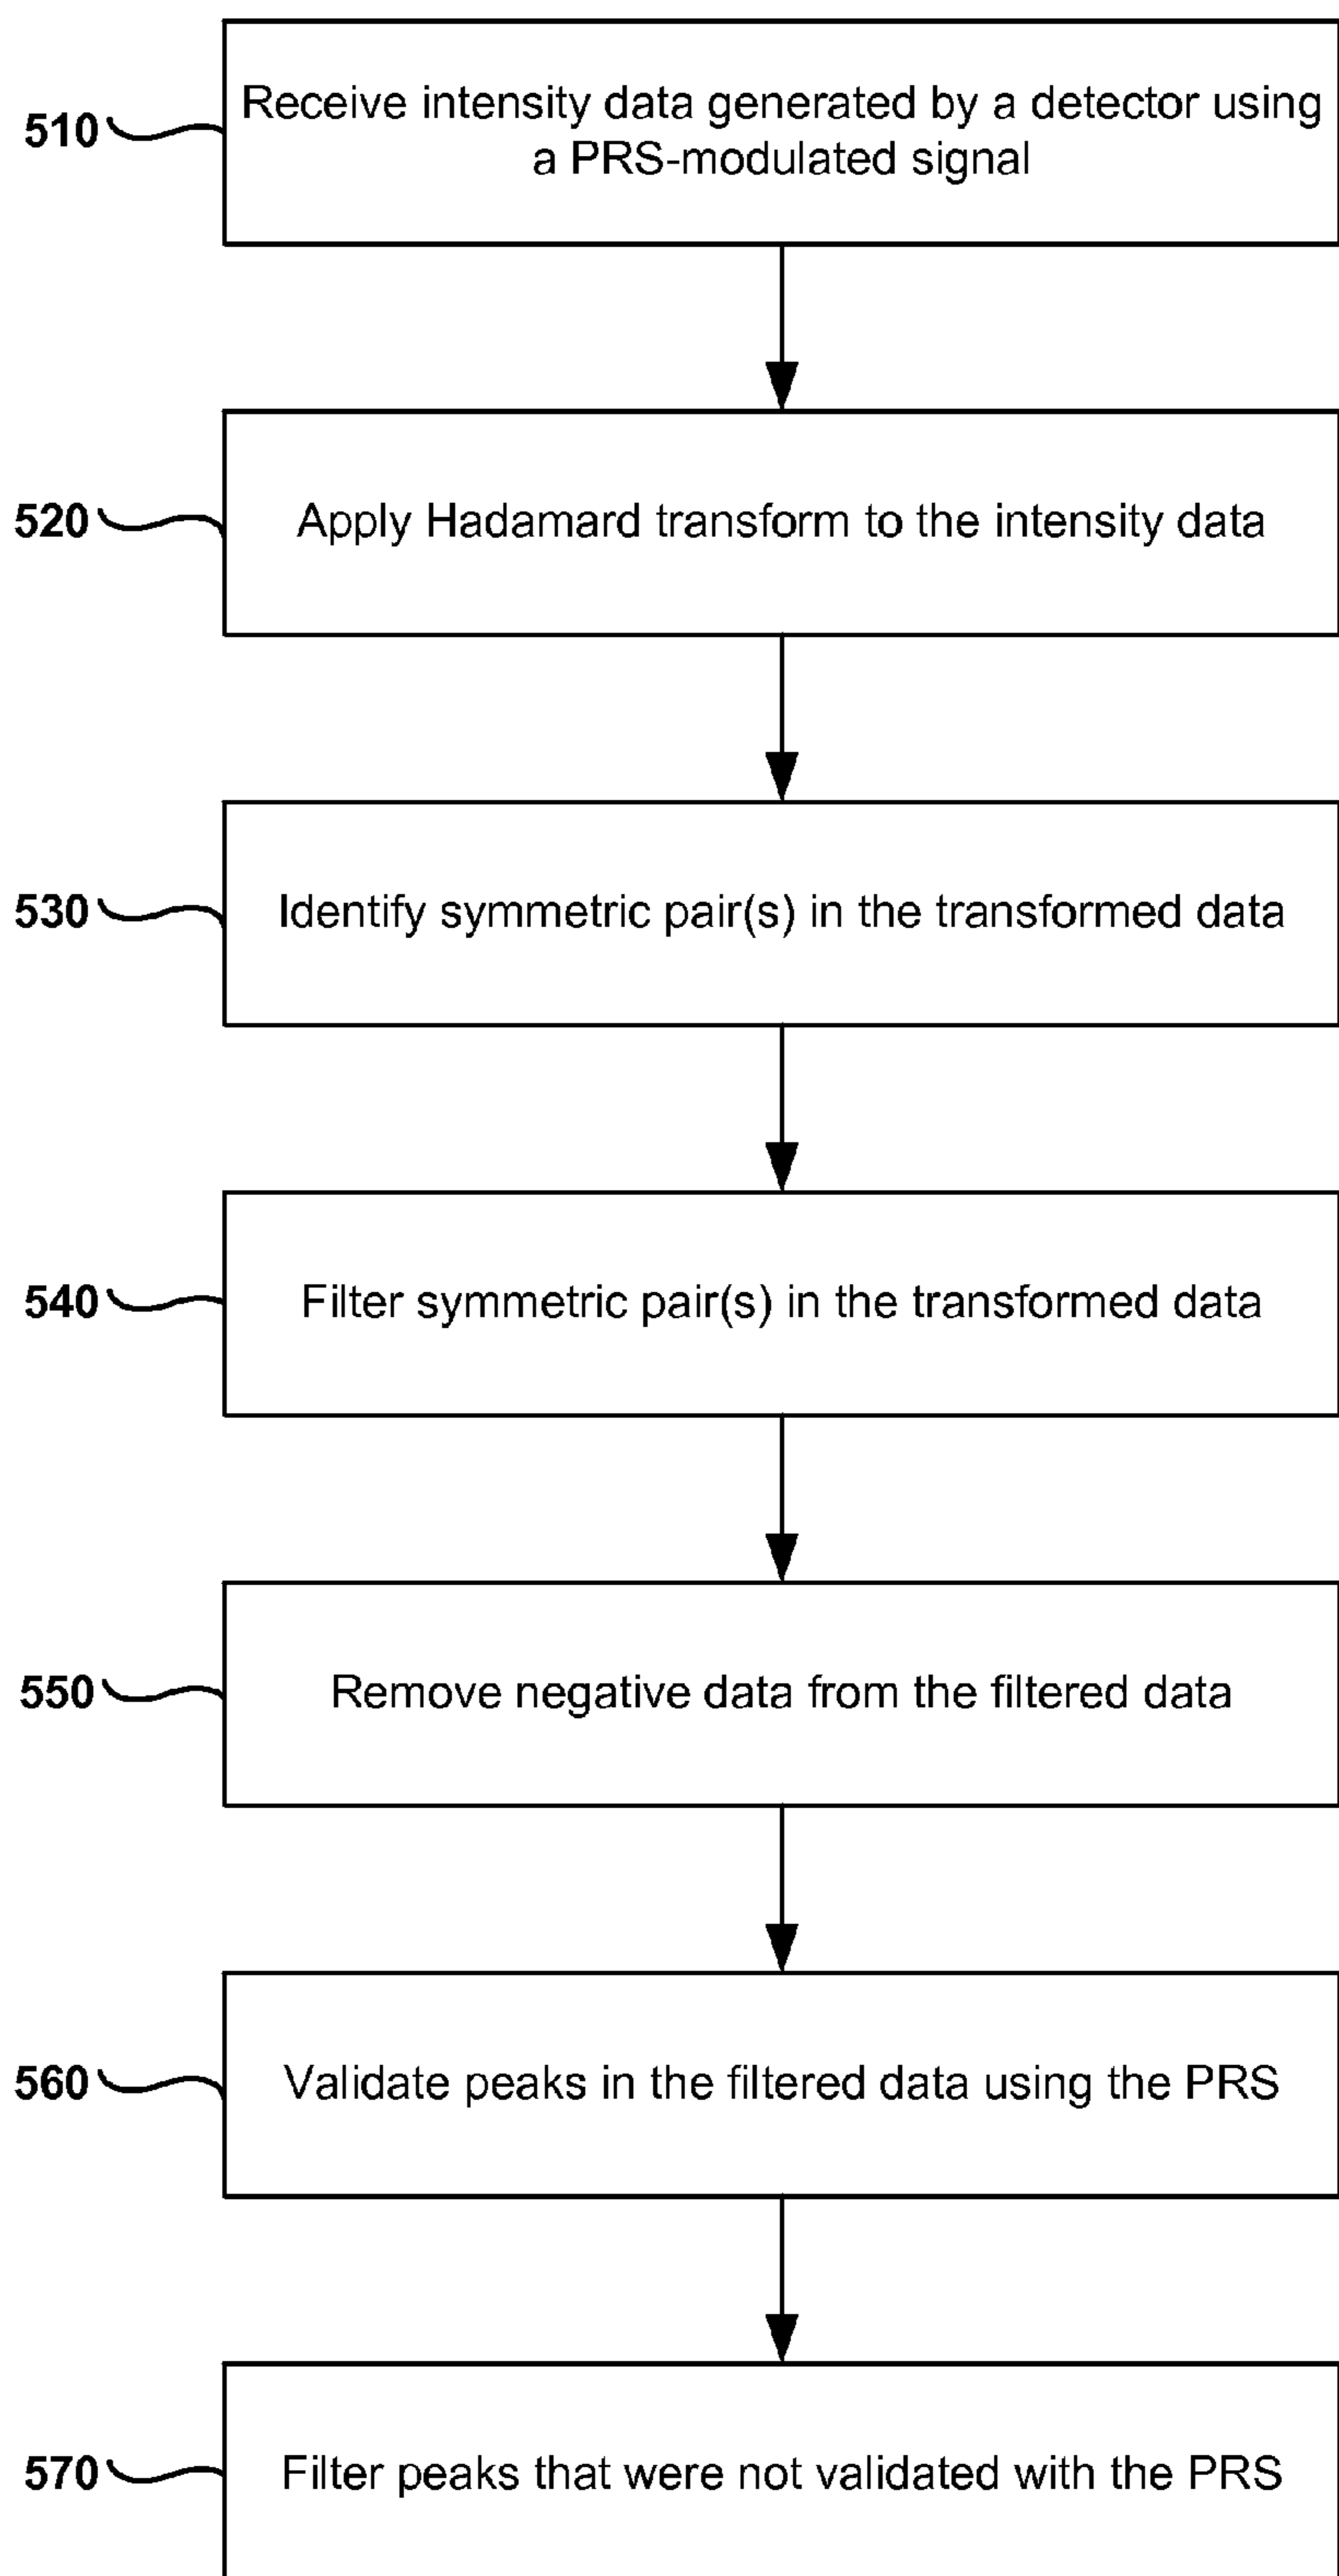 510
Receive intensity data generated by a detector using
a PRS-modulated signal
520
Apply Hadamard transform to the intensity data
530
Identify symmetric pair(s) in the transformed data
540
Filter symmetric pair(s) in the transformed data
550
Remove negative data from the filtered data
560
Validate peaks in the filtered data using the PRS
570
Filter peaks that were not validated with the PRS